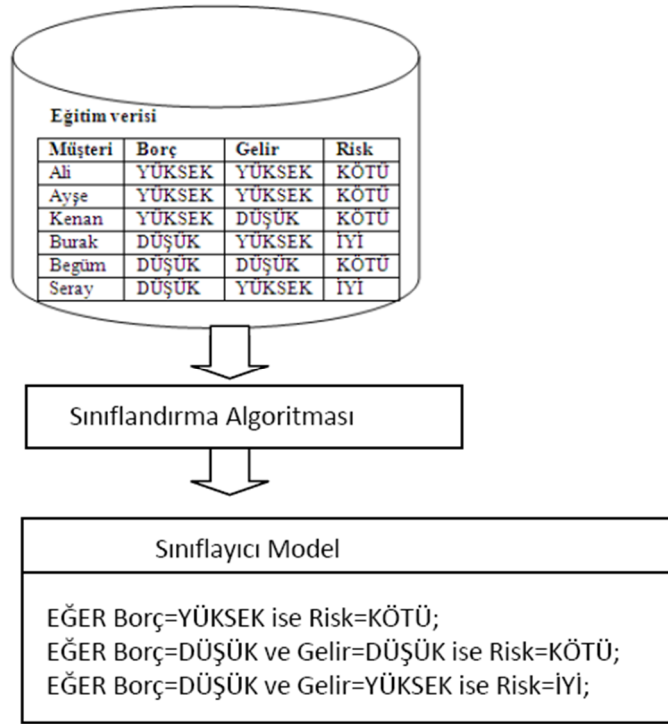 Eğitim verisi
Müşteri Borç Gelir Risk
Ali YÜKSEK YÜKSEK KÖTÜ
Ayşe YÜKSEK YÜKSEK KÖTÜ
Kenan YÜKSEK DÜŞÜK KÖTÜ
Burak DÜŞÜK YÜKSEK İYİ
Begüm DÜŞÜK DÜŞÜK KÖTÜ
Seray DÜŞÜK YÜKSEK İYİ
Sınıflandırma Algoritması
Sınıflayıcı Model
EĞER Borç=YÜKSEK ise Risk=KÖTÜ;
EĞER Borç=DÜŞÜK ve Gelir=DÜŞÜK ise Risk=KÖTÜ;
EĞER Borç=DÜŞÜK ve Gelir=YÜKSEK ise Risk=İYİ;